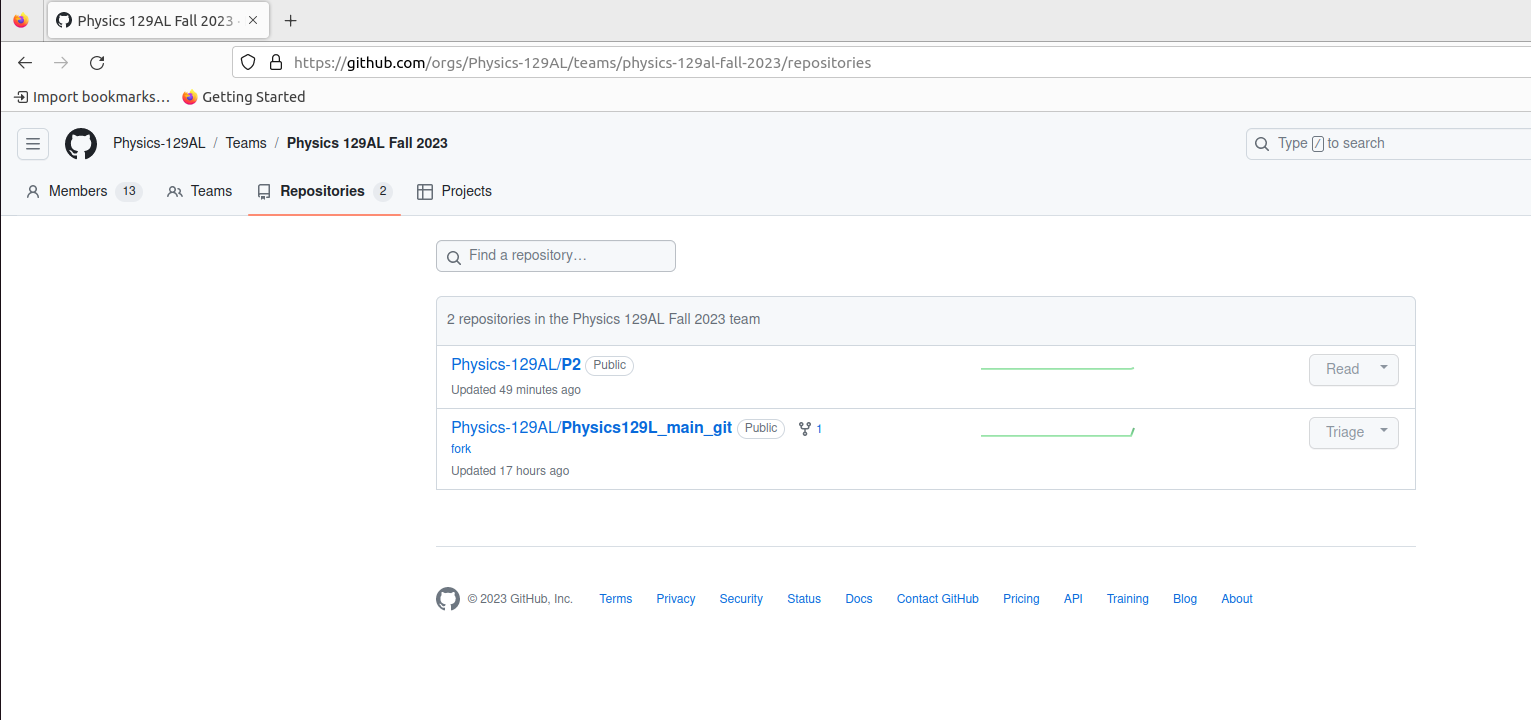 Physics 129AL Fall 2023 ·
https://github.com/orgs/Physics-129AL/teams/physics-129al-fall-2023/repositories
Import bookmarks… Getting Started
Physics-129AL / Teams / Physics 129AL Fall 2023 Type / to search
Members 13 Teams Repositories 2 Projects
Find a repository…
2 repositories in the Physics 129AL Fall 2023 team
Physics-129AL/P2 Public Read
Updated 49 minutes ago
Physics-129AL/Physics129L_main_git Public 1 Triage
fork
Updated 17 hours ago
© 2023 GitHub, Inc. Terms Privacy Security Status Docs Contact GitHub Pricing API Training Blog About